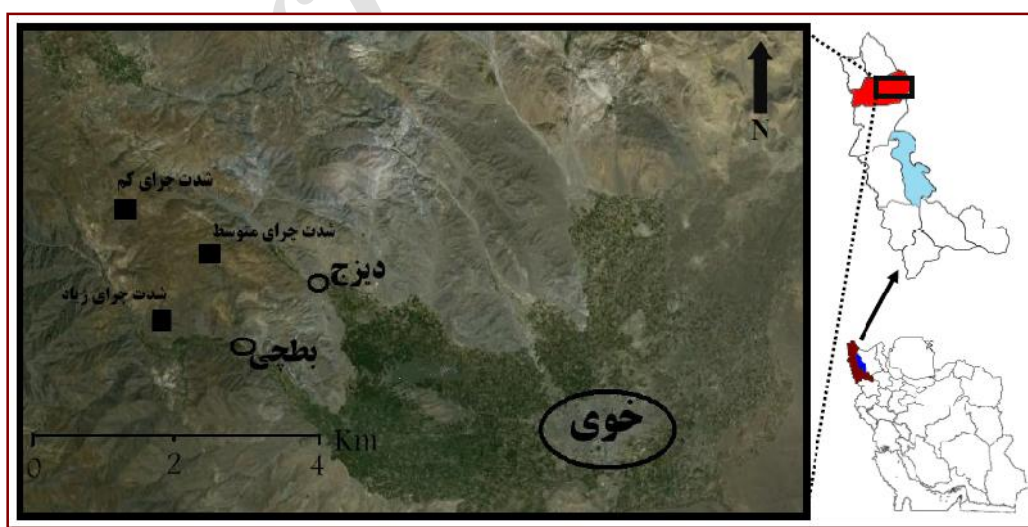 N
شدت چرای کم
شدت چرای متوسط
دیزج
شدت چرای زیاد
بطچی
خوی
Km
0 2 4